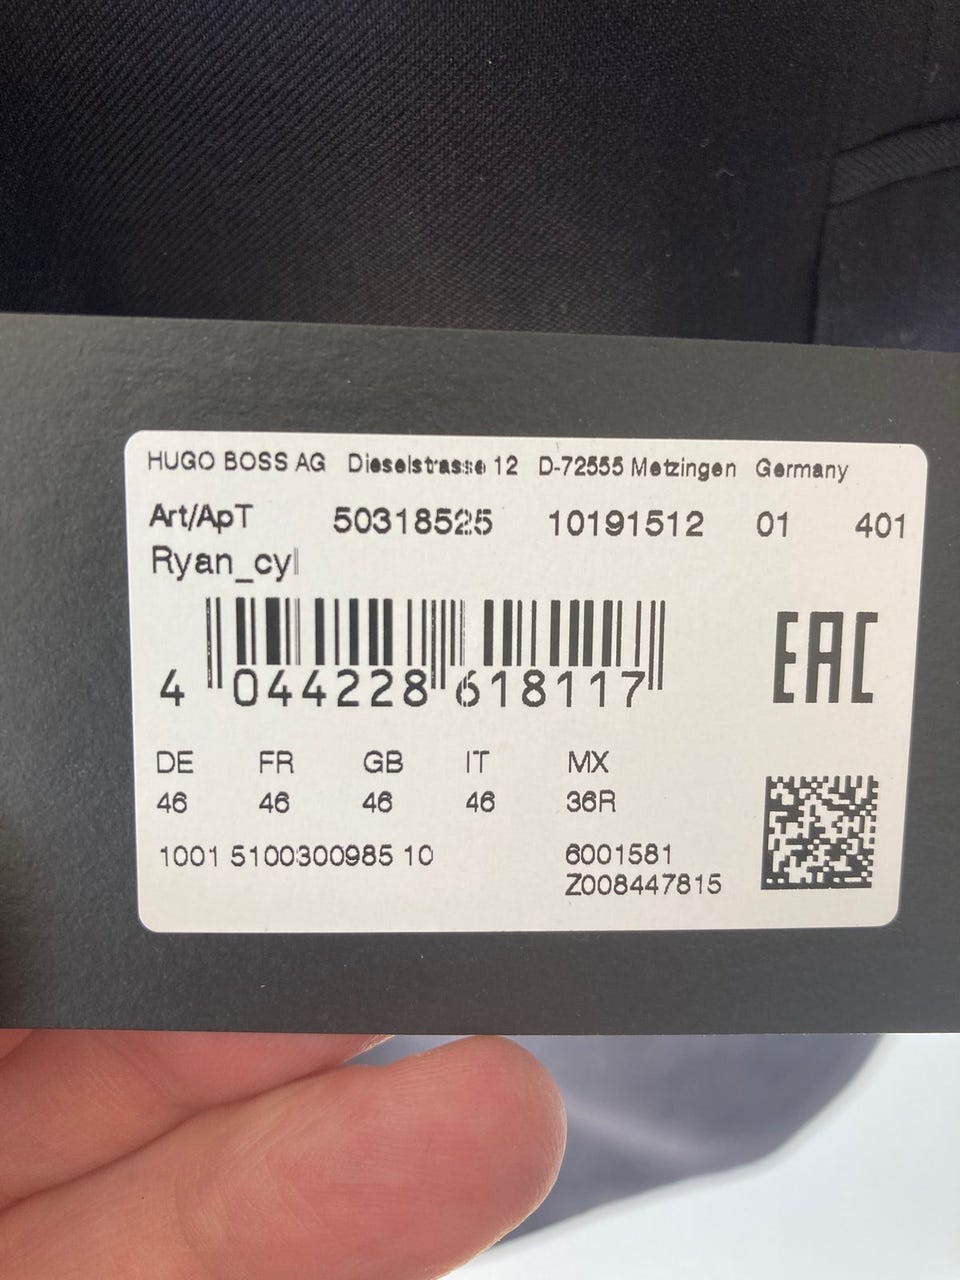 HUGO BOSS AG Dieselstrasse 12 D-72555 Metzingen Germany
Art/ApT 50318525 10191512 01 401
Ryan_cyl
4 044228 618117
EAC
DE FR GB IT MX
46 46 46 46 36R
1001 5100300985 10 6001581
Z008447815